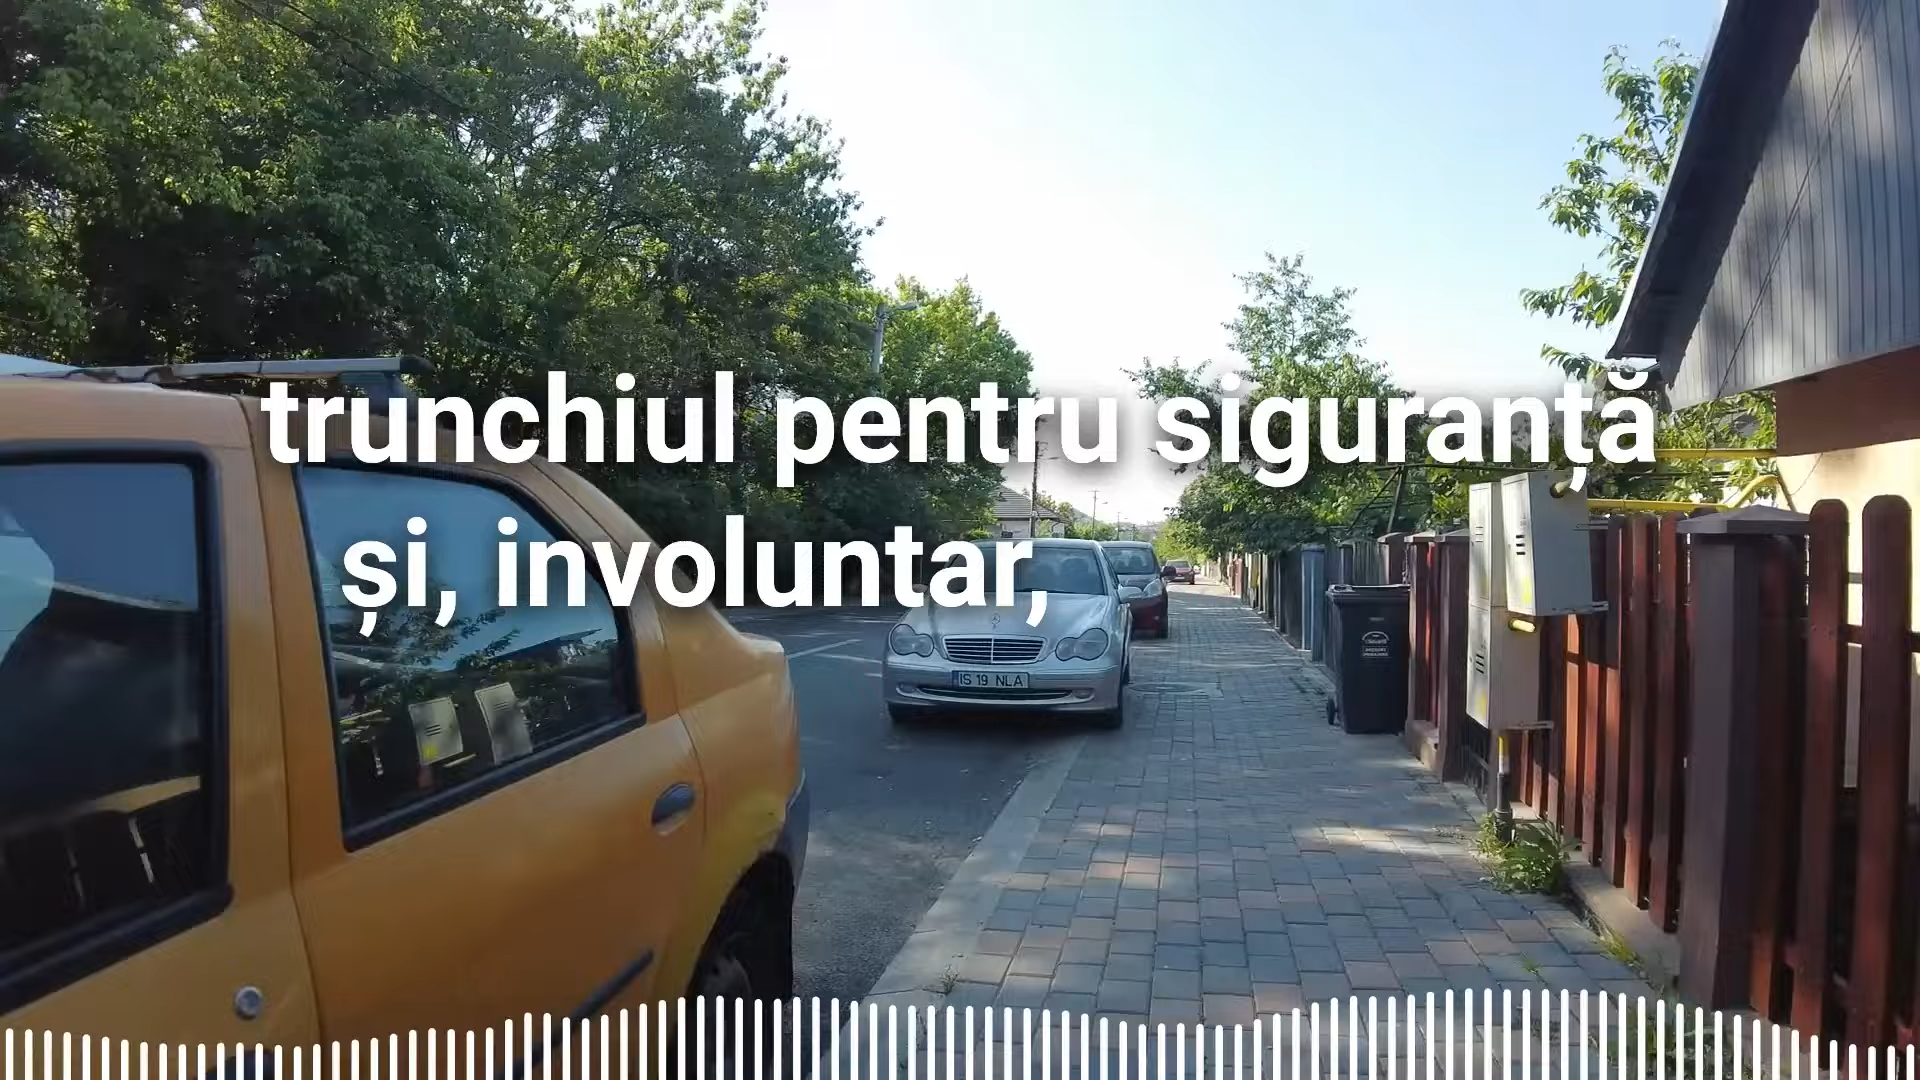 trunchiul pentru siguranță
și, involuntar,
IS 19 NLA